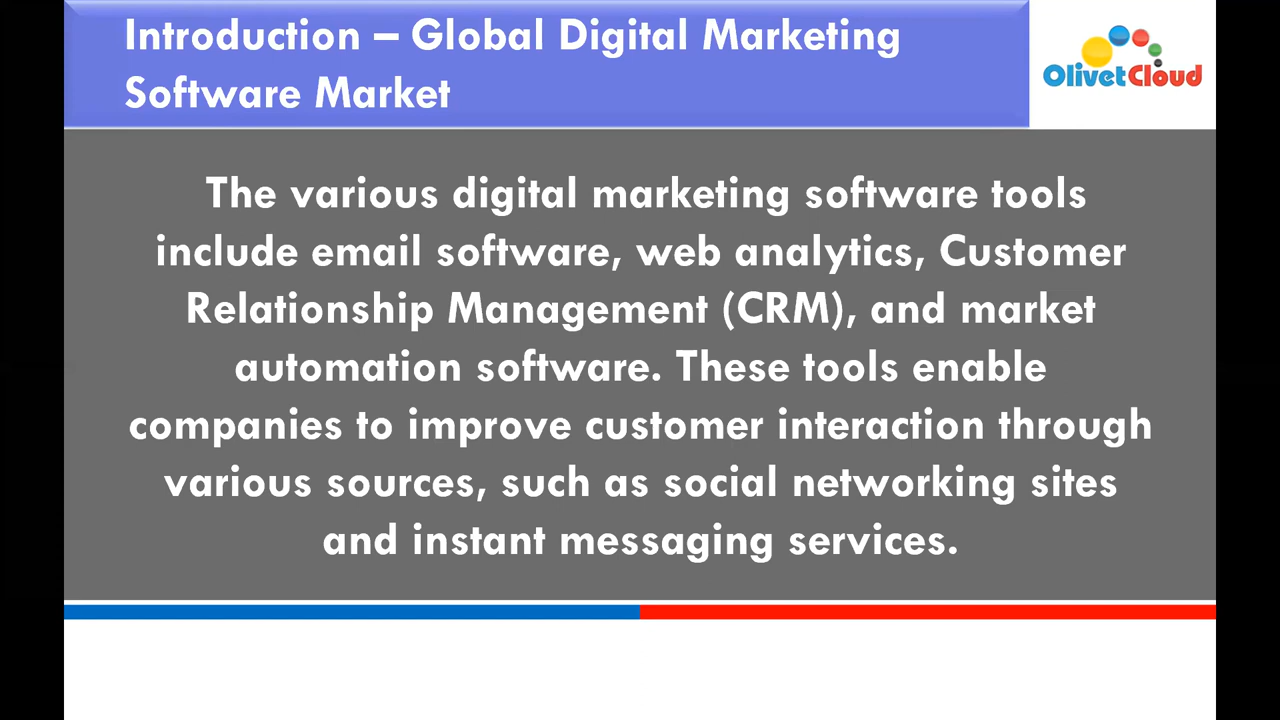 Introduction – Global Digital Marketing
Software Market
OlivetCloud
The various digital marketing software tools
include email software, web analytics, Customer
Relationship Management (CRM), and market
automation software. These tools enable
companies to improve customer interaction through
various sources, such as social networking sites
and instant messaging services.